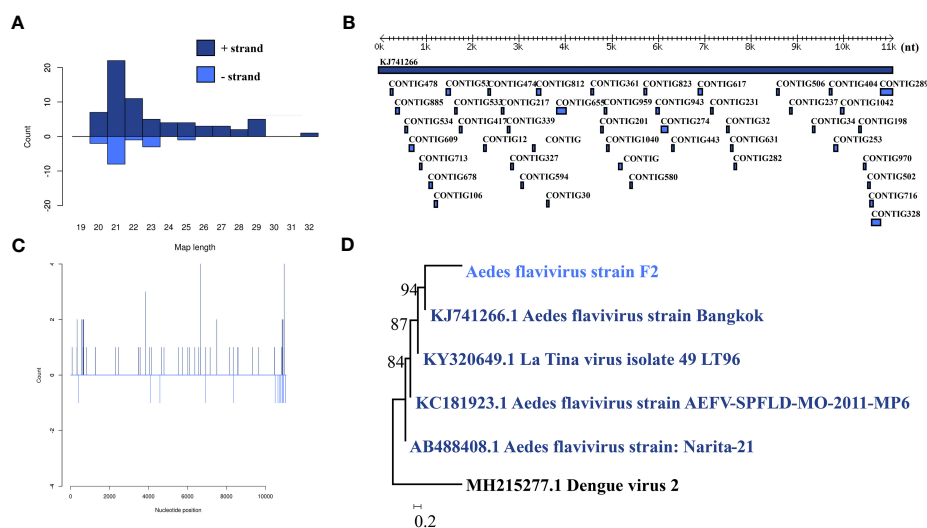 A
+ strand
- strand
Count
20
10
0
-10
-20
19 20 21 22 23 24 25 26 27 28 29 30 31 32
Map length
B
0k 1k 2k 3k 4k 5k 6k 7k 8k 9k 10k 11k (nt)
KJ741266
CONTIG478 CONTIG53 CONTIG474 CONTIG812 CONTIG361 CONTIG823 CONTIG617 CONTIG506 CONTIG404 CONTIG289
CONTIG885 CONTIG533 CONTIG217 CONTIG655 CONTIG959 CONTIG943 CONTIG231 CONTIG237 CONTIG1042
CONTIG534 CONTIG417 CONTIG339 CONTIG201 CONTIG274 CONTIG32 CONTIG34 CONTIG198
CONTIG609 CONTIG12 CONTIG CONTIG1040 CONTIG443 CONTIG631 CONTIG253
CONTIG713 CONTIG327 CONTIG CONTIG282 CONTIG970
CONTIG678 CONTIG594 CONTIG580 CONTIG502
CONTIG106 CONTIG30 CONTIG716
CONTIG328
C
Count
4
2
0
-2
-4
0 2000 4000 6000 8000 10000
Nucleotide position
D
Aedes flavivirus strain F2
94
KJ741266.1 Aedes flavivirus strain Bangkok
87
KY320649.1 La Tina virus isolate 49 LT96
84
KC181923.1 Aedes flavivirus strain AEFV-SPFLD-MO-2011-MP6
AB488408.1 Aedes flavivirus strain: Narita-21
MH215277.1 Dengue virus 2
0.2